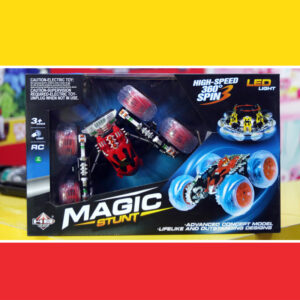 CAUTION-ELECTRIC TOY:
HIGH-SPEED
360°
SPIN 3
LED
LIGHT
3+
RC
MAGIC
STUNT
-ADVANCED CONCEPT MODEL
-LIFELIKE AND OUTSTANDING DESIGNS